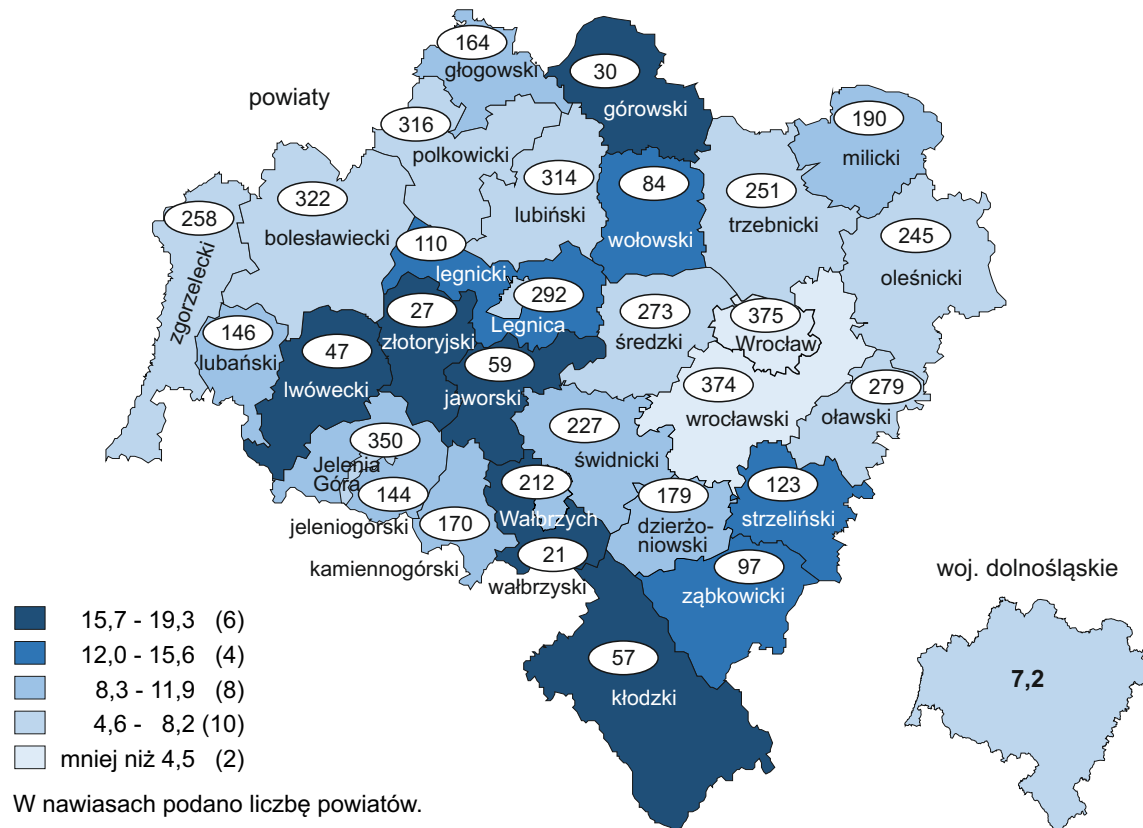 164
głogowski
30
górowski
powiaty
190
milicki
316
polkowicki
314
lubiński
84
wołowski
251
trzebnicki
322
bolesławiecki
258
zgorzelecki
245
oleśnicki
110
legnicki
292
Legnica
27
złotoryjski
273
średzki
375
Wrocław
146
lubański
47
lwówecki
59
jaworski
374
wrocławski
279
oławski
350
Jelenia
Góra
227
świdnicki
144
jeleniogórski
212
Wałbrzych
179
dzierżo-
niowski
123
strzeliński
170
kamiennogórski
21
wałbrzyski
97
ząbkowicki
57
kłodzki
woj. dolnośląskie
7,2
15,7 - 19,3 (6)
12,0 - 15,6 (4)
8,3 - 11,9 (8)
4,6 - 8,2 (10)
mniej niż 4,5 (2)
W nawiasach podano liczbę powiatów.